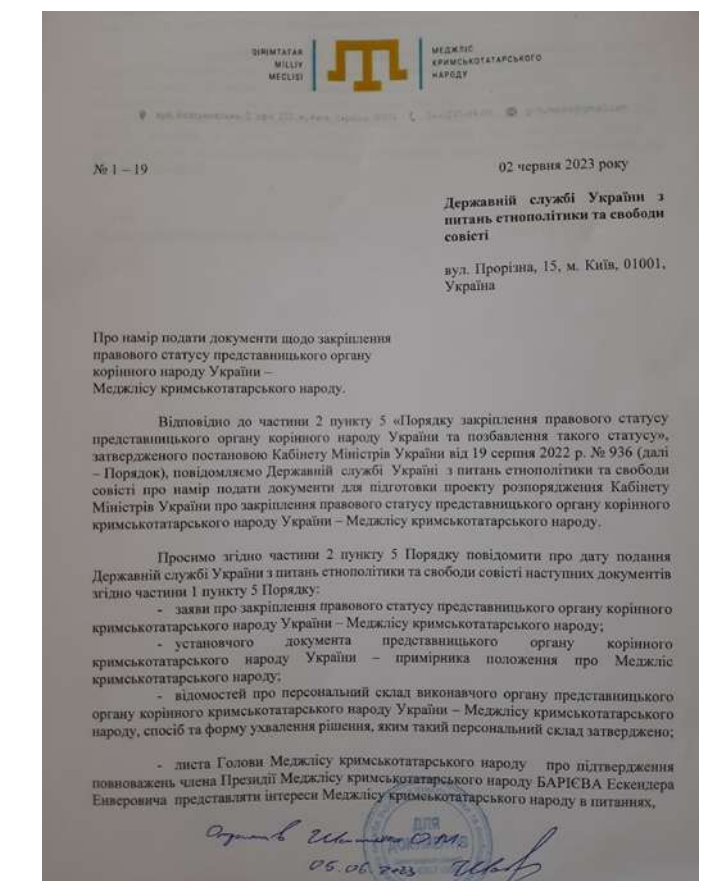 QIRIMTATAR
MILLIY
MECLISI
МЕДЖЛІС
КРИМСЬКОТАТАРСЬКОГО
НАРОДУ
№ 1 – 19
02 червня 2023 року
Державній службі України з
питань етнополітики та свободи
совісті
вул. Прорізна, 15, м. Київ, 01001,
Україна
Про намір подати документи щодо закріплення
правового статусу представницького органу
корінного народу України –
Меджлісу кримськотатарського народу.
Відповідно до частини 2 пункту 5 «Порядку закріплення правового статусу
представницького органу корінного народу України та позбавлення такого статусу»,
затвердженого постановою Кабінету Міністрів України від 19 серпня 2022 р. № 936 (далі
– Порядок), повідомляємо Державній службі Україні з питань етнополітики та свободи
совісті про намір подати документи для підготовки проекту розпорядження Кабінету
Міністрів України про закріплення правового статусу представницького органу корінного
кримськотатарського народу України – Меджлісу кримськотатарського народу.
Просимо згідно частини 2 пункту 5 Порядку повідомити про дату подання
Державній службі України з питань етнополітики та свободи совісті наступних документів
згідно частини 1 пункту 5 Порядку:
- заяви про закріплення правового статусу представницького органу корінного
кримськотатарського народу України – Меджлісу кримськотатарського народу;
- установчого документа представницького органу корінного
кримськотатарського народу України – примірника положення про Меджліс
кримськотатарського народу;
- відомостей про персональний склад виконавчого органу представницького
органу корінного кримськотатарського народу України – Меджлісу кримськотатарського
народу, спосіб та форму ухвалення рішення, яким такий персональний склад затверджено;
- листа Голови Меджлісу кримськотатарського народу про підтвердження
повноважень члена Президії Меджлісу кримськотатарського народу БАРІЄВА Ескендера
Енверовича представляти інтереси Меджлісу кримськотатарського народу в питаннях,
ДЛЯ
ДОКУМЕНТІВ
05.06.2023